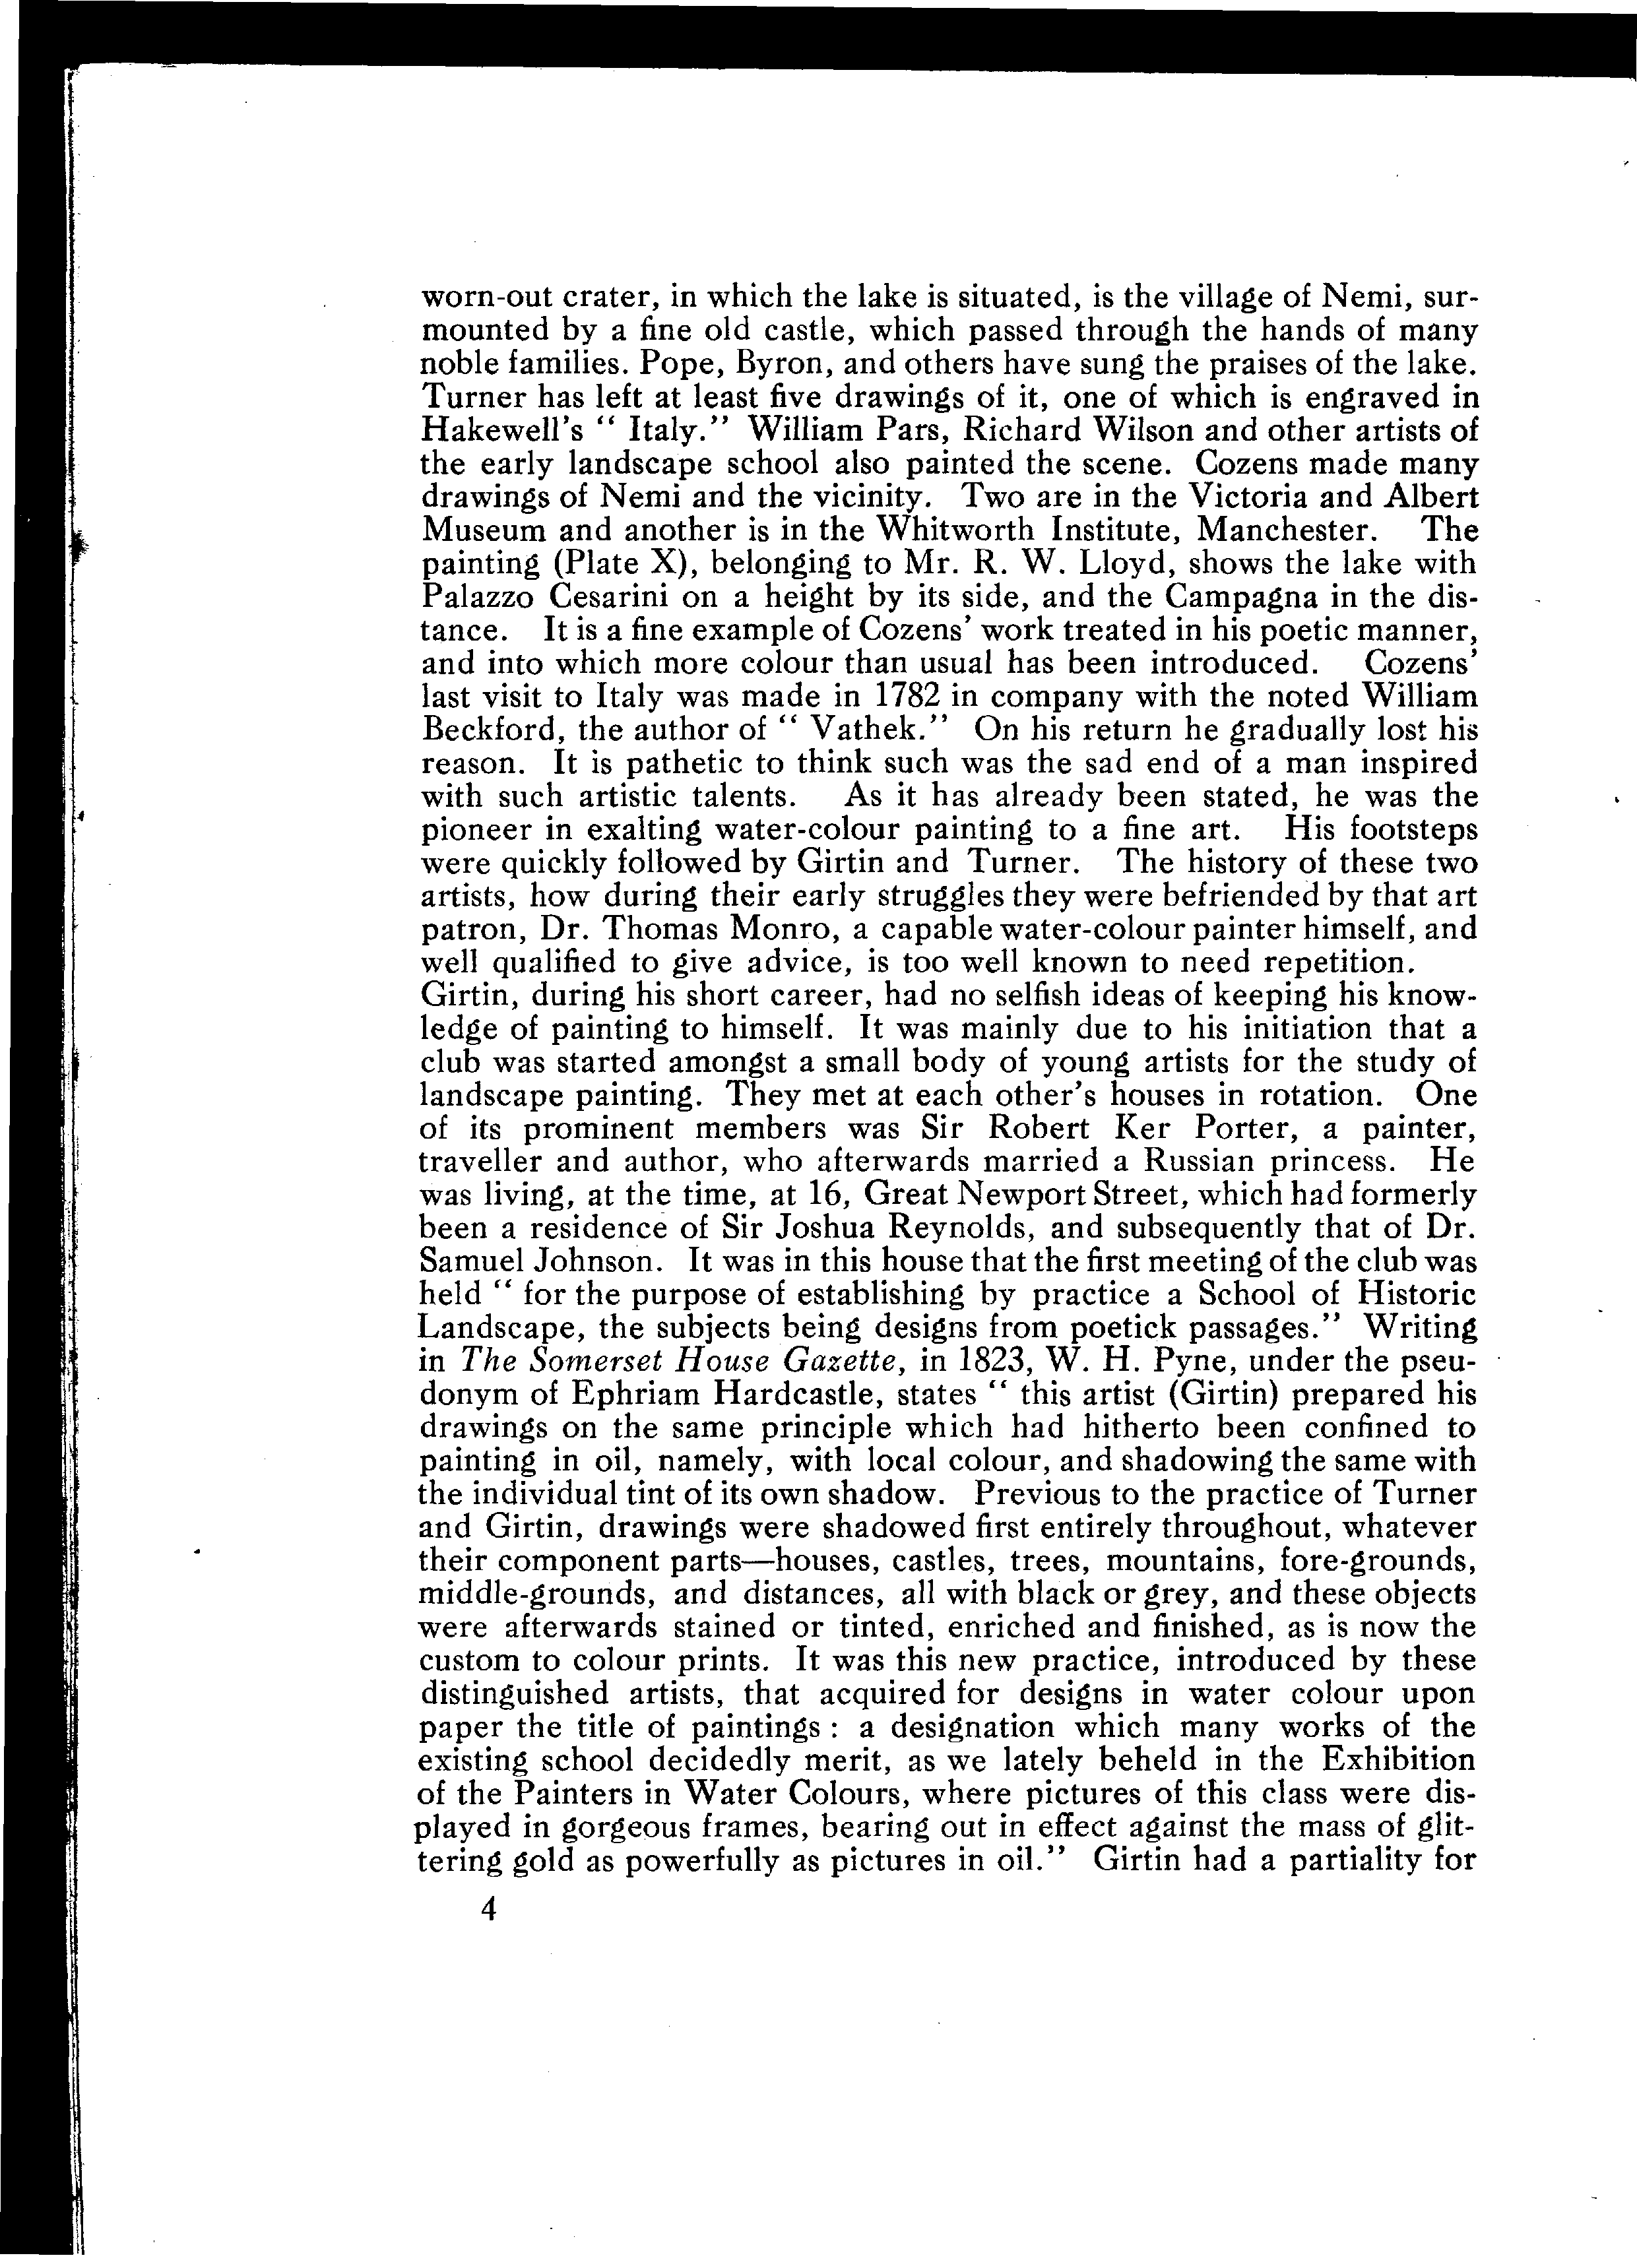 worn-out crater, in which the lake is situated, is the village of Nemi, sur-
mounted by a fine old castle, which passed through the hands of many
noble families. Pope, Byron, and others have sung the praises of the lake.
Turner has left at least five drawings of it, one of which is engraved in
Hakewell's “ Italy.” William Pars, Richard Wilson and other artists of
the early landscape school also painted the scene. Cozens made many
drawings of Nemi and the vicinity. Two are in the Victoria and Albert
Museum and another is in the Whitworth Institute, Manchester. The
painting (Plate X), belonging to Mr. R. W. Lloyd, shows the lake with
Palazzo Cesarini on a height by its side, and the Campagna in the dis-
tance. It is a fine example of Cozens' work treated in his poetic manner,
and into which more colour than usual has been introduced. Cozens'
last visit to Italy was made in 1782 in company with the noted William
Beckford, the author of “ Vathek.” On his return he gradually lost his
reason. It is pathetic to think such was the sad end of a man inspired
with such artistic talents. As it has already been stated, he was the
pioneer in exalting water-colour painting to a fine art. His footsteps
were quickly followed by Girtin and Turner. The history of these two
artists, how during their early struggles they were befriended by that art
patron, Dr. Thomas Monro, a capable water-colour painter himself, and
well qualified to give advice, is too well known to need repetition.
Girtin, during his short career, had no selfish ideas of keeping his know-
ledge of painting to himself. It was mainly due to his initiation that a
club was started amongst a small body of young artists for the study of
landscape painting. They met at each other's houses in rotation. One
of its prominent members was Sir Robert Ker Porter, a painter,
traveller and author, who afterwards married a Russian princess. He
was living, at the time, at 16, Great Newport Street, which had formerly
been a residence of Sir Joshua Reynolds, and subsequently that of Dr.
Samuel Johnson. It was in this house that the first meeting of the club was
held “ for the purpose of establishing by practice a School of Historic
Landscape, the subjects being designs from poetick passages.” Writing
in The Somerset House Gazette, in 1823, W. H. Pyne, under the pseu-
donym of Ephriam Hardcastle, states “ this artist (Girtin) prepared his
drawings on the same principle which had hitherto been confined to
painting in oil, namely, with local colour, and shadowing the same with
the individual tint of its own shadow. Previous to the practice of Turner
and Girtin, drawings were shadowed first entirely throughout, whatever
their component parts—houses, castles, trees, mountains, fore-grounds,
middle-grounds, and distances, all with black or grey, and these objects
were afterwards stained or tinted, enriched and finished, as is now the
custom to colour prints. It was this new practice, introduced by these
distinguished artists, that acquired for designs in water colour upon
paper the title of paintings : a designation which many works of the
existing school decidedly merit, as we lately beheld in the Exhibition
of the Painters in Water Colours, where pictures of this class were dis-
played in gorgeous frames, bearing out in effect against the mass of glit-
tering gold as powerfully as pictures in oil.” Girtin had a partiality for
4